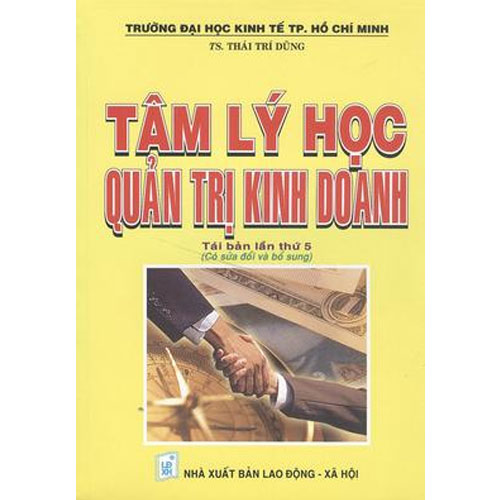 TRƯỜNG ĐẠI HỌC KINH TẾ TP. HỒ CHÍ MINH
TS. THÁI TRÍ DŨNG
TÂM LÝ HỌC
QUẢN TRỊ KINH DOANH
Tái bản lần thứ 5
(Có sửa đổi và bổ sung)
LĐ
XH
NHÀ XUẤT BẢN LAO ĐỘNG - XÃ HỘI